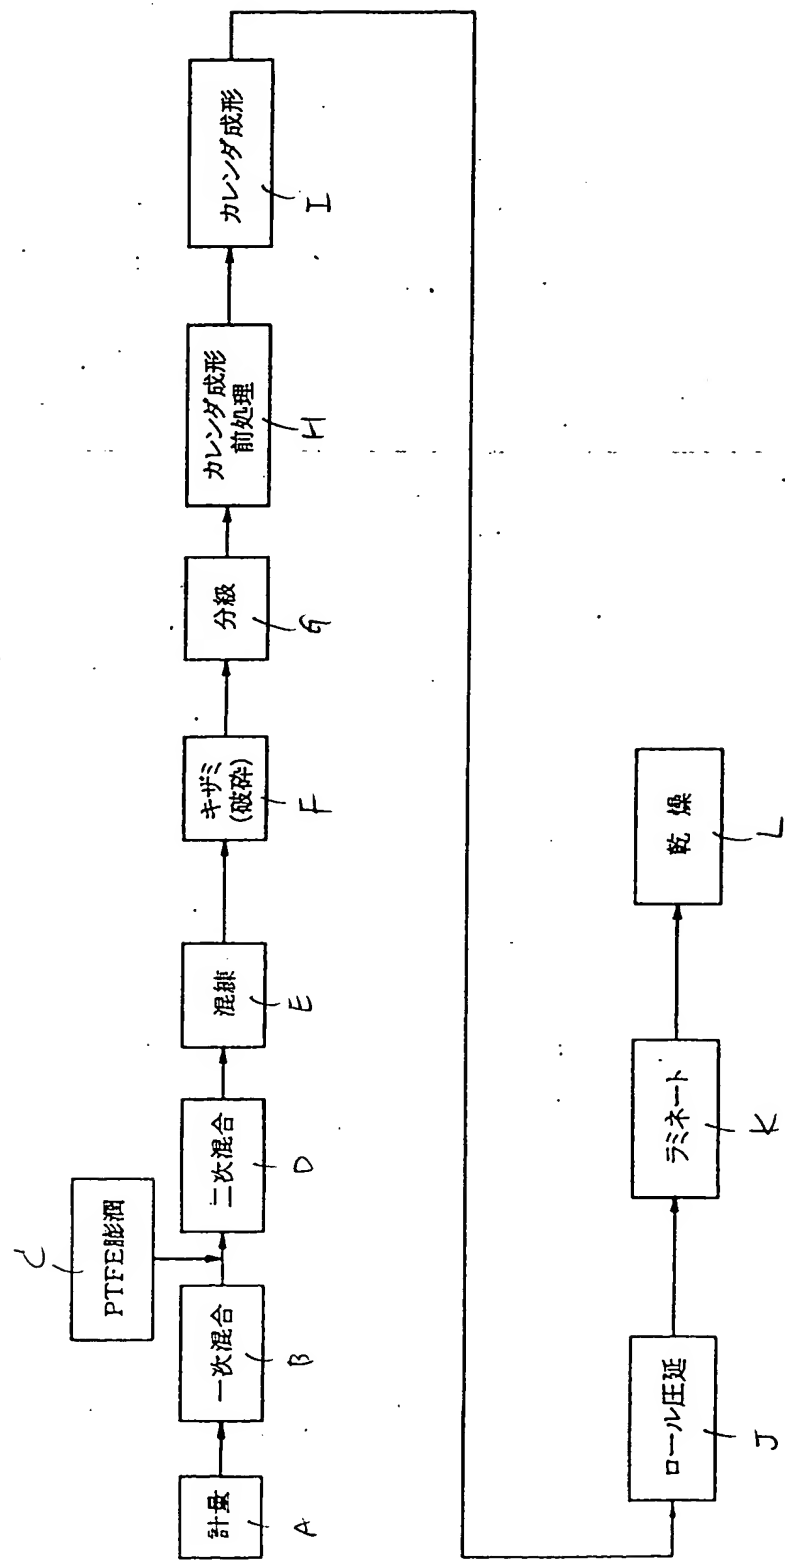 計量
A
一次混合
B
PTFE膨潤
C
二次混合
D
混練
E
キザミ
(破砕)
F
分級
G
カレンダ成形
前処理
H
カレンダ成形
I
ロール圧延
J
ラミネート
K
乾燥
L